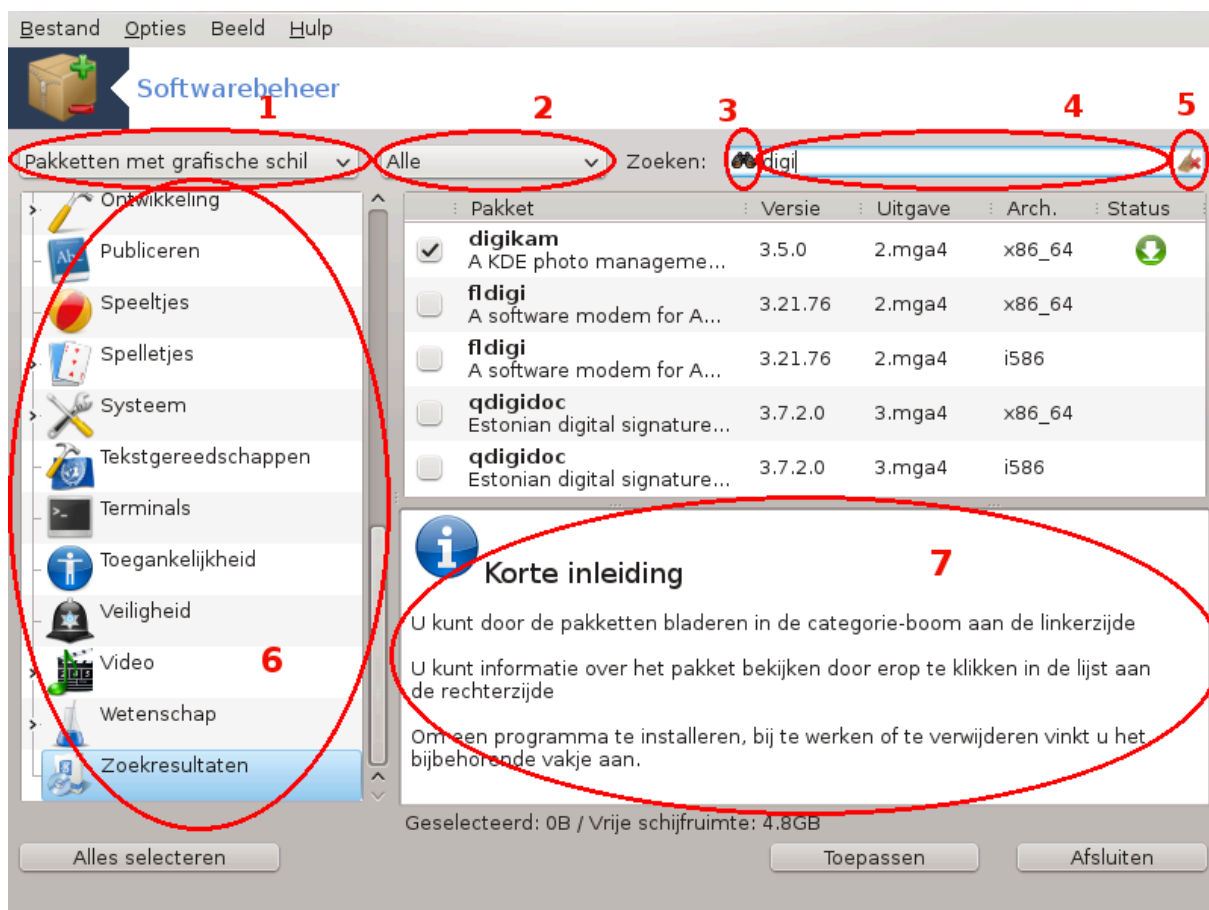 Bestand Opties Beeld Hulp
Softwarebeheer
1 2 3 4 5
Pakketten met grafische schil Alle Zoeken: digi
Ontwikkeling
Publiceren
Speeltjes
Spelletjes
Systeem
Tekstgereedschappen
Terminals
Toegankelijkheid
Veiligheid
Video
6
Wetenschap
Zoekresultaten
Pakket Versie Uitgave Arch. Status
digikam
A KDE photo manageme... 3.5.0 2.mga4 x86_64
fldigi
A software modem for A... 3.21.76 2.mga4 x86_64
fldigi
A software modem for A... 3.21.76 2.mga4 i586
qdigidoc
Estonian digital signature... 3.7.2.0 3.mga4 x86_64
qdigidoc
Estonian digital signature... 3.7.2.0 3.mga4 i586
7
Korte inleiding
U kunt door de pakketten bladeren in de categorie-boom aan de linkerzijde
U kunt informatie over het pakket bekijken door erop te klikken in de lijst aan
de rechterzijde
Om een programma te installeren, bij te werken of te verwijderen vinkt u het
bijbehorende vakje aan.
Geselecteerd: 0B / Vrije schijfruimte: 4.8GB
Alles selecteren Toepassen Afsluiten